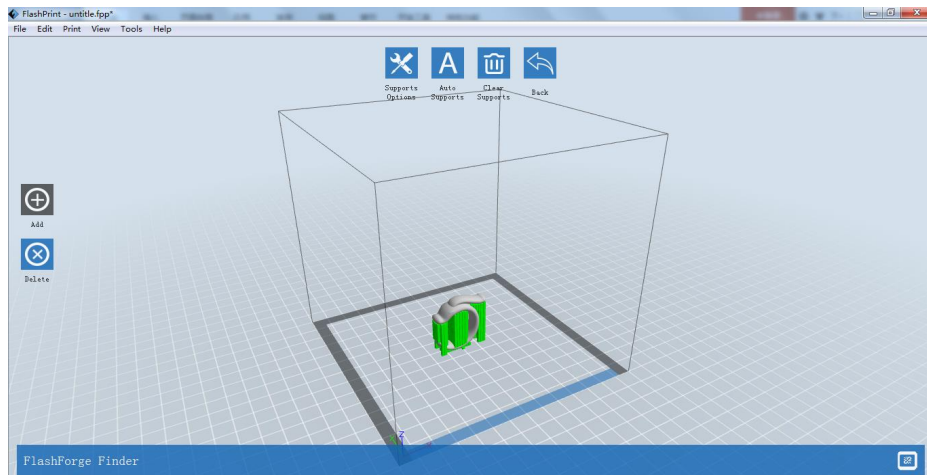 FlashPrint - untitle.fpp*
File Edit Print View Tools Help
Supports
Options
Auto
Supports
Clear
Supports
Back
Add
Delete
Z
FlashForge Finder